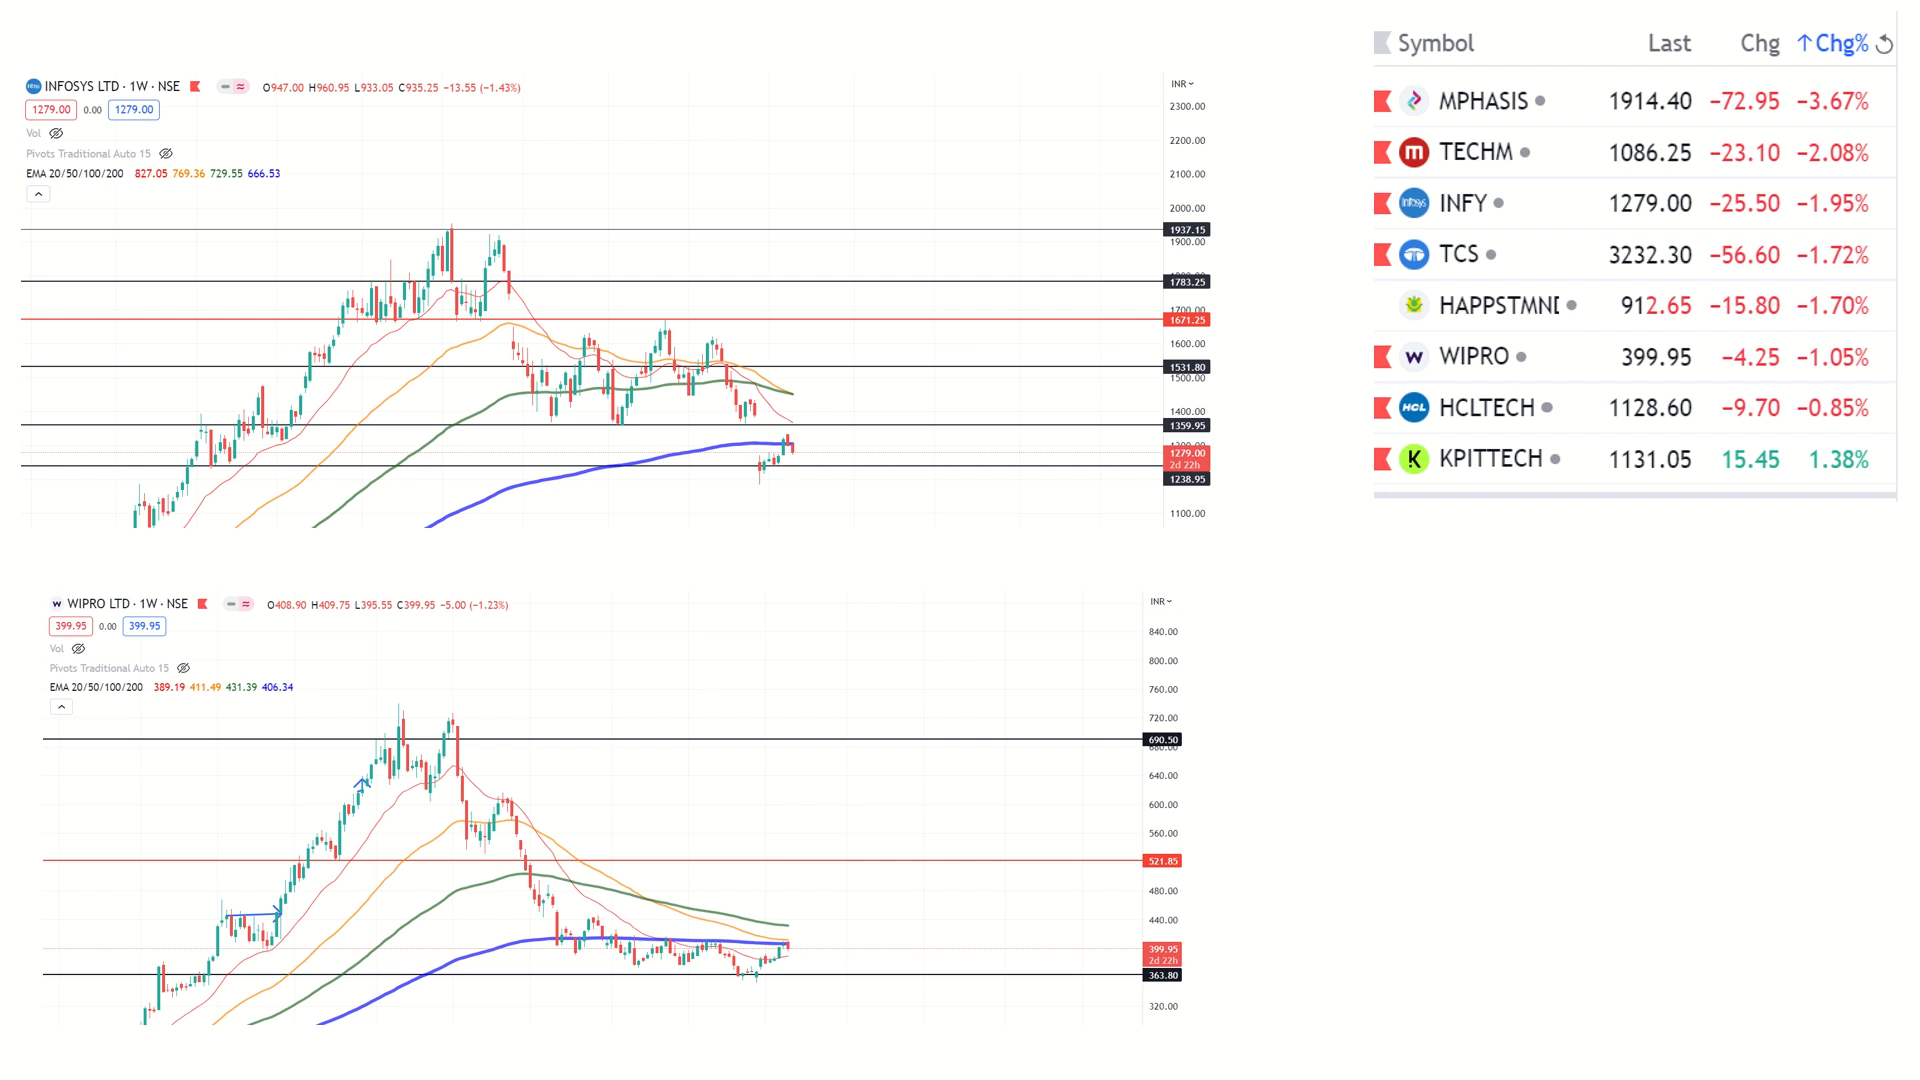 INFOSYS LTD · 1W · NSE O947.00 H960.95 L933.05 C935.25 −13.55 (−1.43%)
1279.00 0.00 1279.00
Vol
Pivots Traditional Auto 15
EMA 20/50/100/200 827.05 769.36 729.55 666.53
INR
2300.00
2200.00
2100.00
2000.00
1937.15
1900.00
1783.25
1700.00
1671.25
1600.00
1531.80
1500.00
1400.00
1359.95
1279.00
2d 22h
1238.95
1100.00
Symbol Last Chg Chg%
MPHASIS 1914.40 −72.95 −3.67%
TECHM 1086.25 −23.10 −2.08%
Infosys INFY 1279.00 −25.50 −1.95%
TCS 3232.30 −56.60 −1.72%
HAPPSTMND 912.65 −15.80 −1.70%
WIPRO 399.95 −4.25 −1.05%
HCL HCLTECH 1128.60 −9.70 −0.85%
KPITTECH 1131.05 15.45 1.38%
WIPRO LTD · 1W · NSE O408.90 H409.75 L395.55 C399.95 −5.00 (−1.23%)
399.95 0.00 399.95
Vol
Pivots Traditional Auto 15
EMA 20/50/100/200 389.19 411.49 431.39 406.34
INR
840.00
800.00
760.00
720.00
690.50
680.00
640.00
600.00
560.00
521.85
480.00
440.00
399.95
2d 22h
363.80
320.00